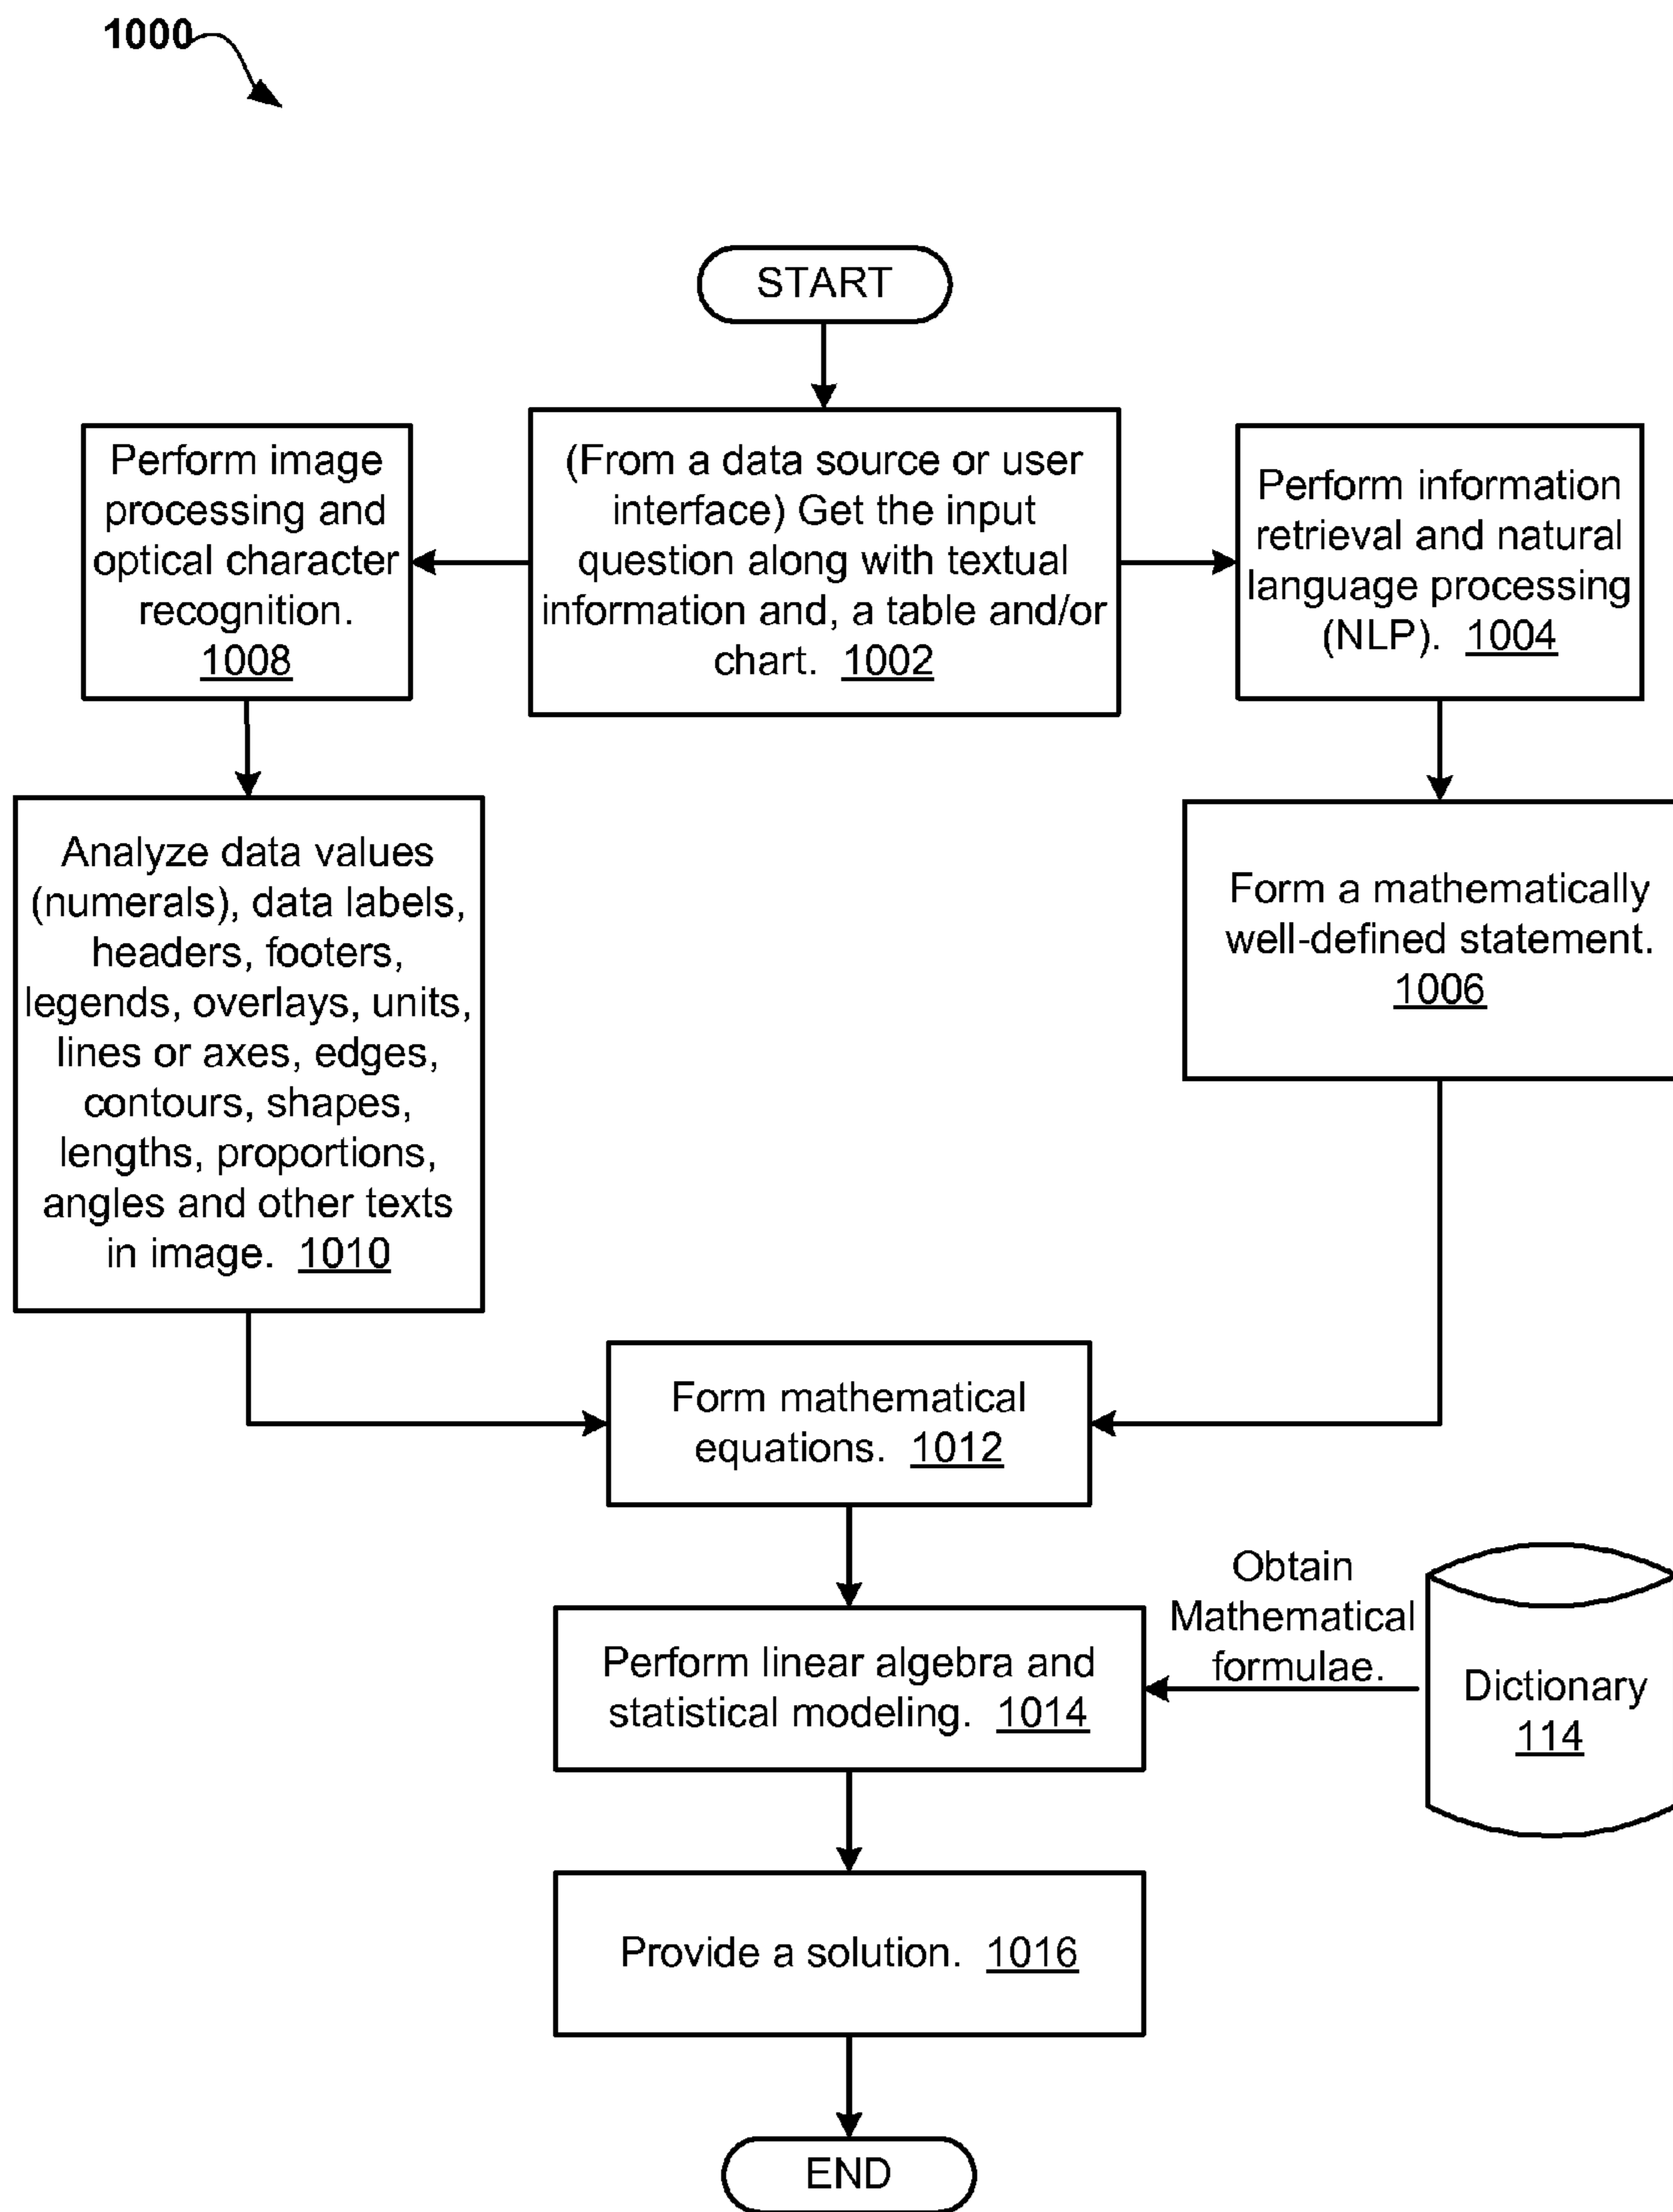 1000
START
Perform image
processing and
optical character
recognition.
1008
(From a data source or user
interface) Get the input
question along with textual
information and, a table and/or
chart. 1002
Perform information
retrieval and natural
language processing
(NLP). 1004
Analyze data values
(numerals), data labels,
headers, footers,
legends, overlays, units,
lines or axes, edges,
contours, shapes,
lengths, proportions,
angles and other texts
in image. 1010
Form a mathematically
well-defined statement.
1006
Form mathematical
equations. 1012
Obtain
Mathematical
formulae.
Perform linear algebra and
statistical modeling. 1014
Dictionary
114
Provide a solution. 1016
END